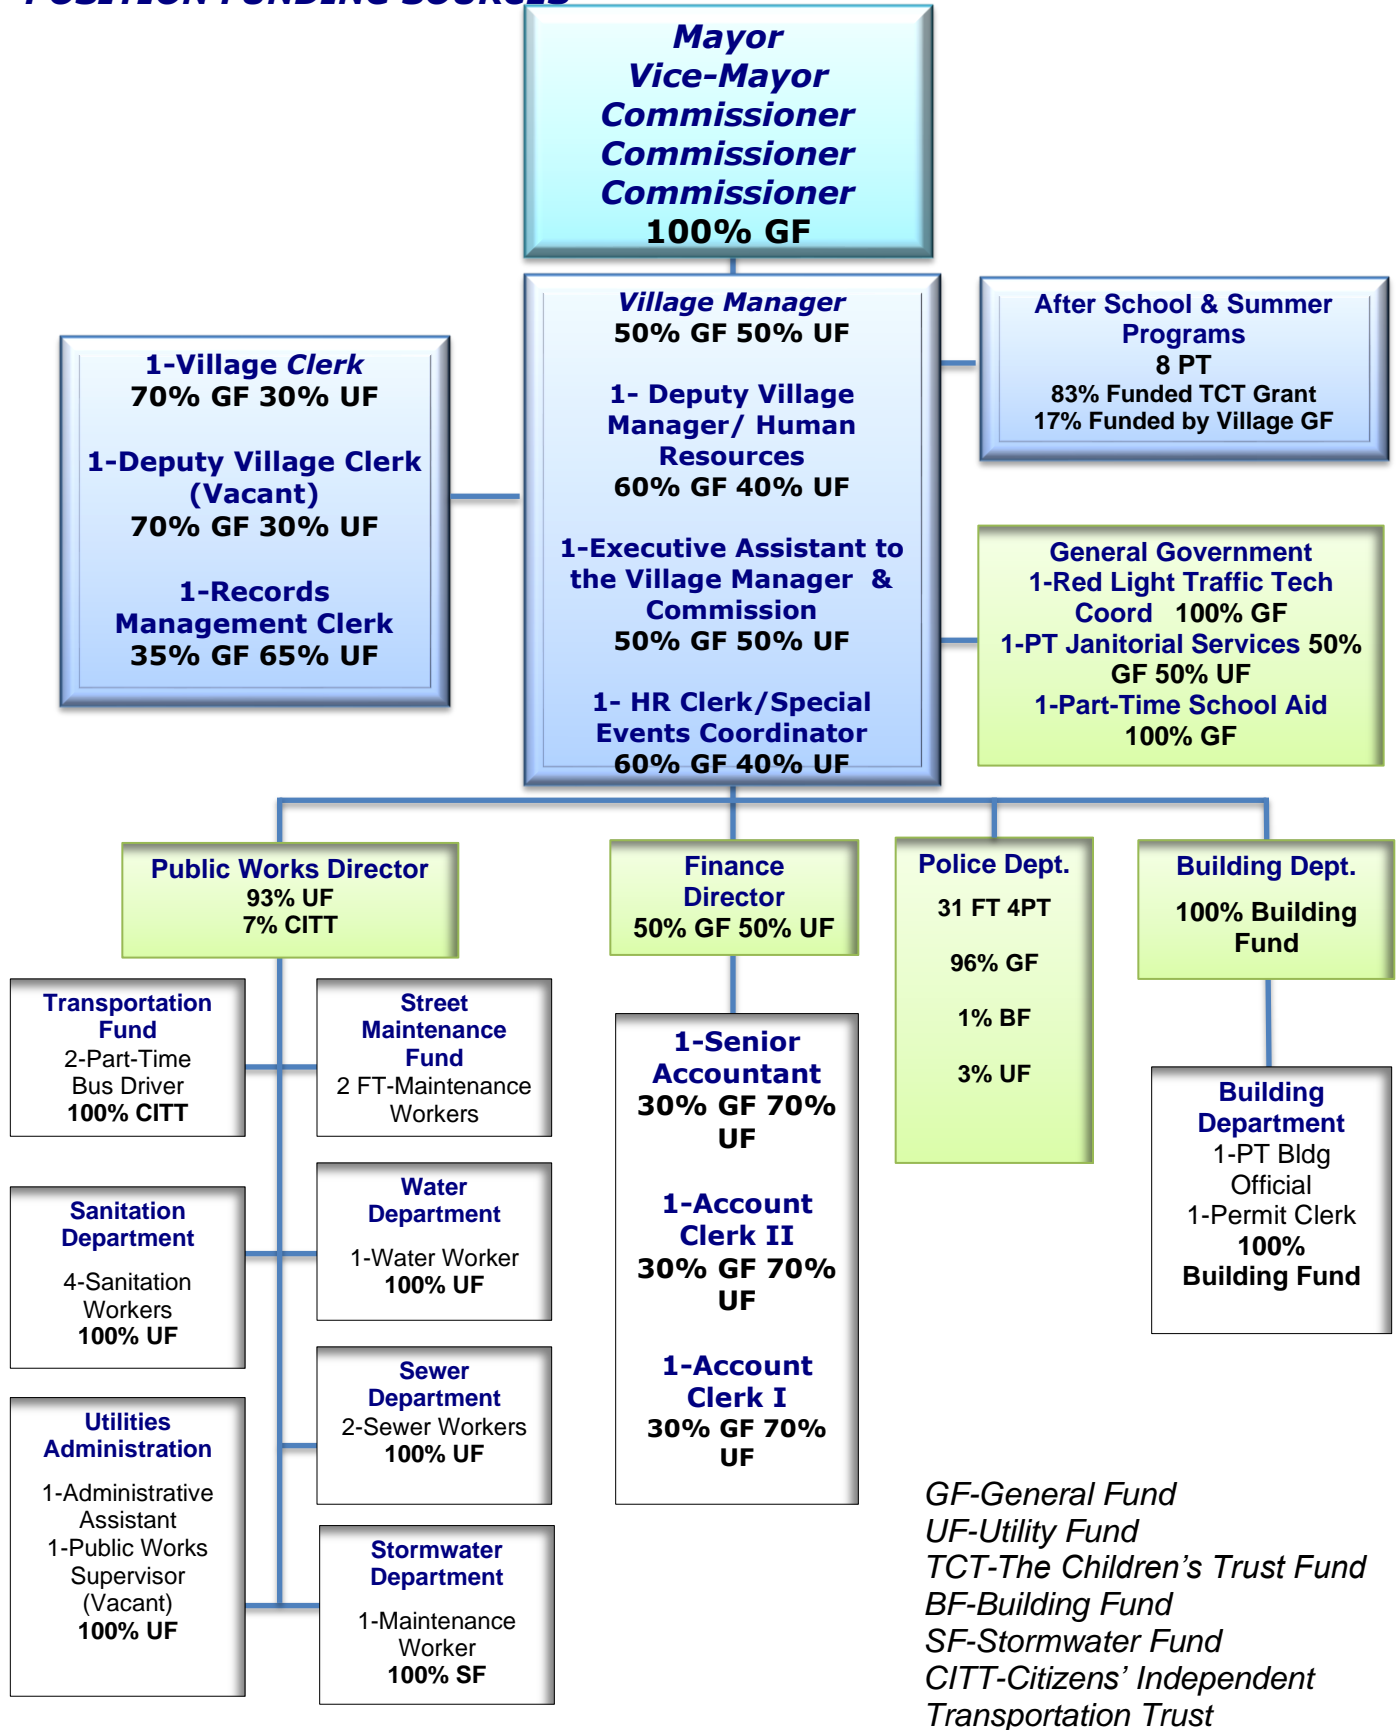 POSITION FUNDING SOURCES
Mayor
Vice-Mayor
Commissioner
Commissioner
Commissioner
100% GF
1-Village Clerk
70% GF 30% UF
1-Deputy Village Clerk
(Vacant)
70% GF 30% UF
1-Records
Management Clerk
35% GF 65% UF
Village Manager
50% GF 50% UF
1- Deputy Village
Manager/ Human
Resources
60% GF 40% UF
1-Executive Assistant to
the Village Manager &
Commission
50% GF 50% UF
1- HR Clerk/Special
Events Coordinator
60% GF 40% UF
After School & Summer
Programs
8 PT
83% Funded TCT Grant
17% Funded by Village GF
General Government
1-Red Light Traffic Tech
Coord 100% GF
1-PT Janitorial Services 50%
GF 50% UF
1-Part-Time School Aid
100% GF
Public Works Director
93% UF
7% CITT
Transportation
Fund
2-Part-Time
Bus Driver
100% CITT
Street
Maintenance
Fund
2 FT-Maintenance
Workers
Sanitation
Department
4-Sanitation
Workers
100% UF
Water
Department
1-Water Worker
100% UF
Sewer
Department
2-Sewer Workers
100% UF
Utilities
Administration
1-Administrative
Assistant
1-Public Works
Supervisor
(Vacant)
100% UF
Stormwater
Department
1-Maintenance
Worker
100% SF
Finance
Director
50% GF 50% UF
1-Senior
Accountant
30% GF 70%
UF
1-Account
Clerk II
30% GF 70%
UF
1-Account
Clerk I
30% GF 70%
UF
Police Dept.
31 FT 4PT
96% GF
1% BF
3% UF
Building Dept.
100% Building
Fund
Building
Department
1-PT Bldg
Official
1-Permit Clerk
100%
Building Fund
GF-General Fund
UF-Utility Fund
TCT-The Children’s Trust Fund
BF-Building Fund
SF-Stormwater Fund
CITT-Citizens’ Independent
Transportation Trust